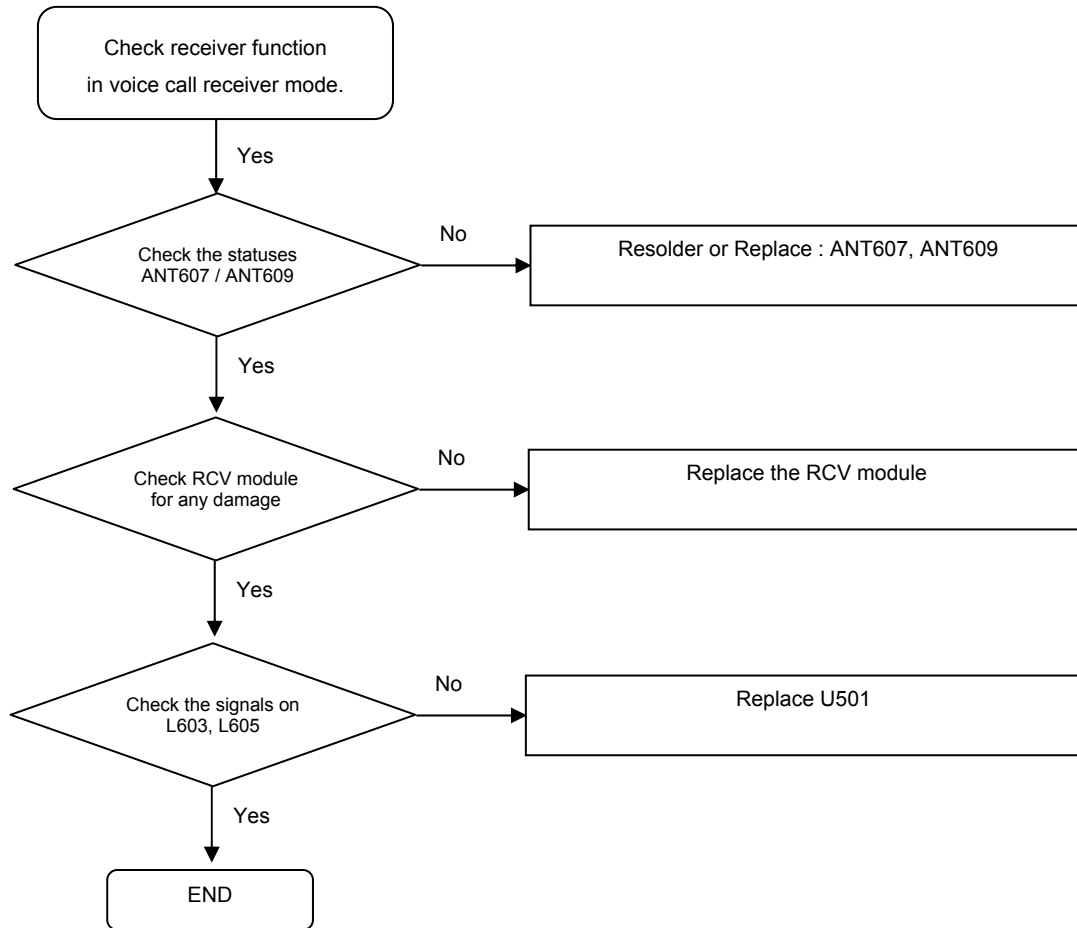 Check receiver function
in voice call receiver mode.
Yes
Check the statuses
ANT607 / ANT609
No
Resolder or Replace : ANT607, ANT609
Yes
Check RCV module
for any damage
No
Replace the RCV module
Yes
Check the signals on
L603, L605
No
Replace U501
Yes
END